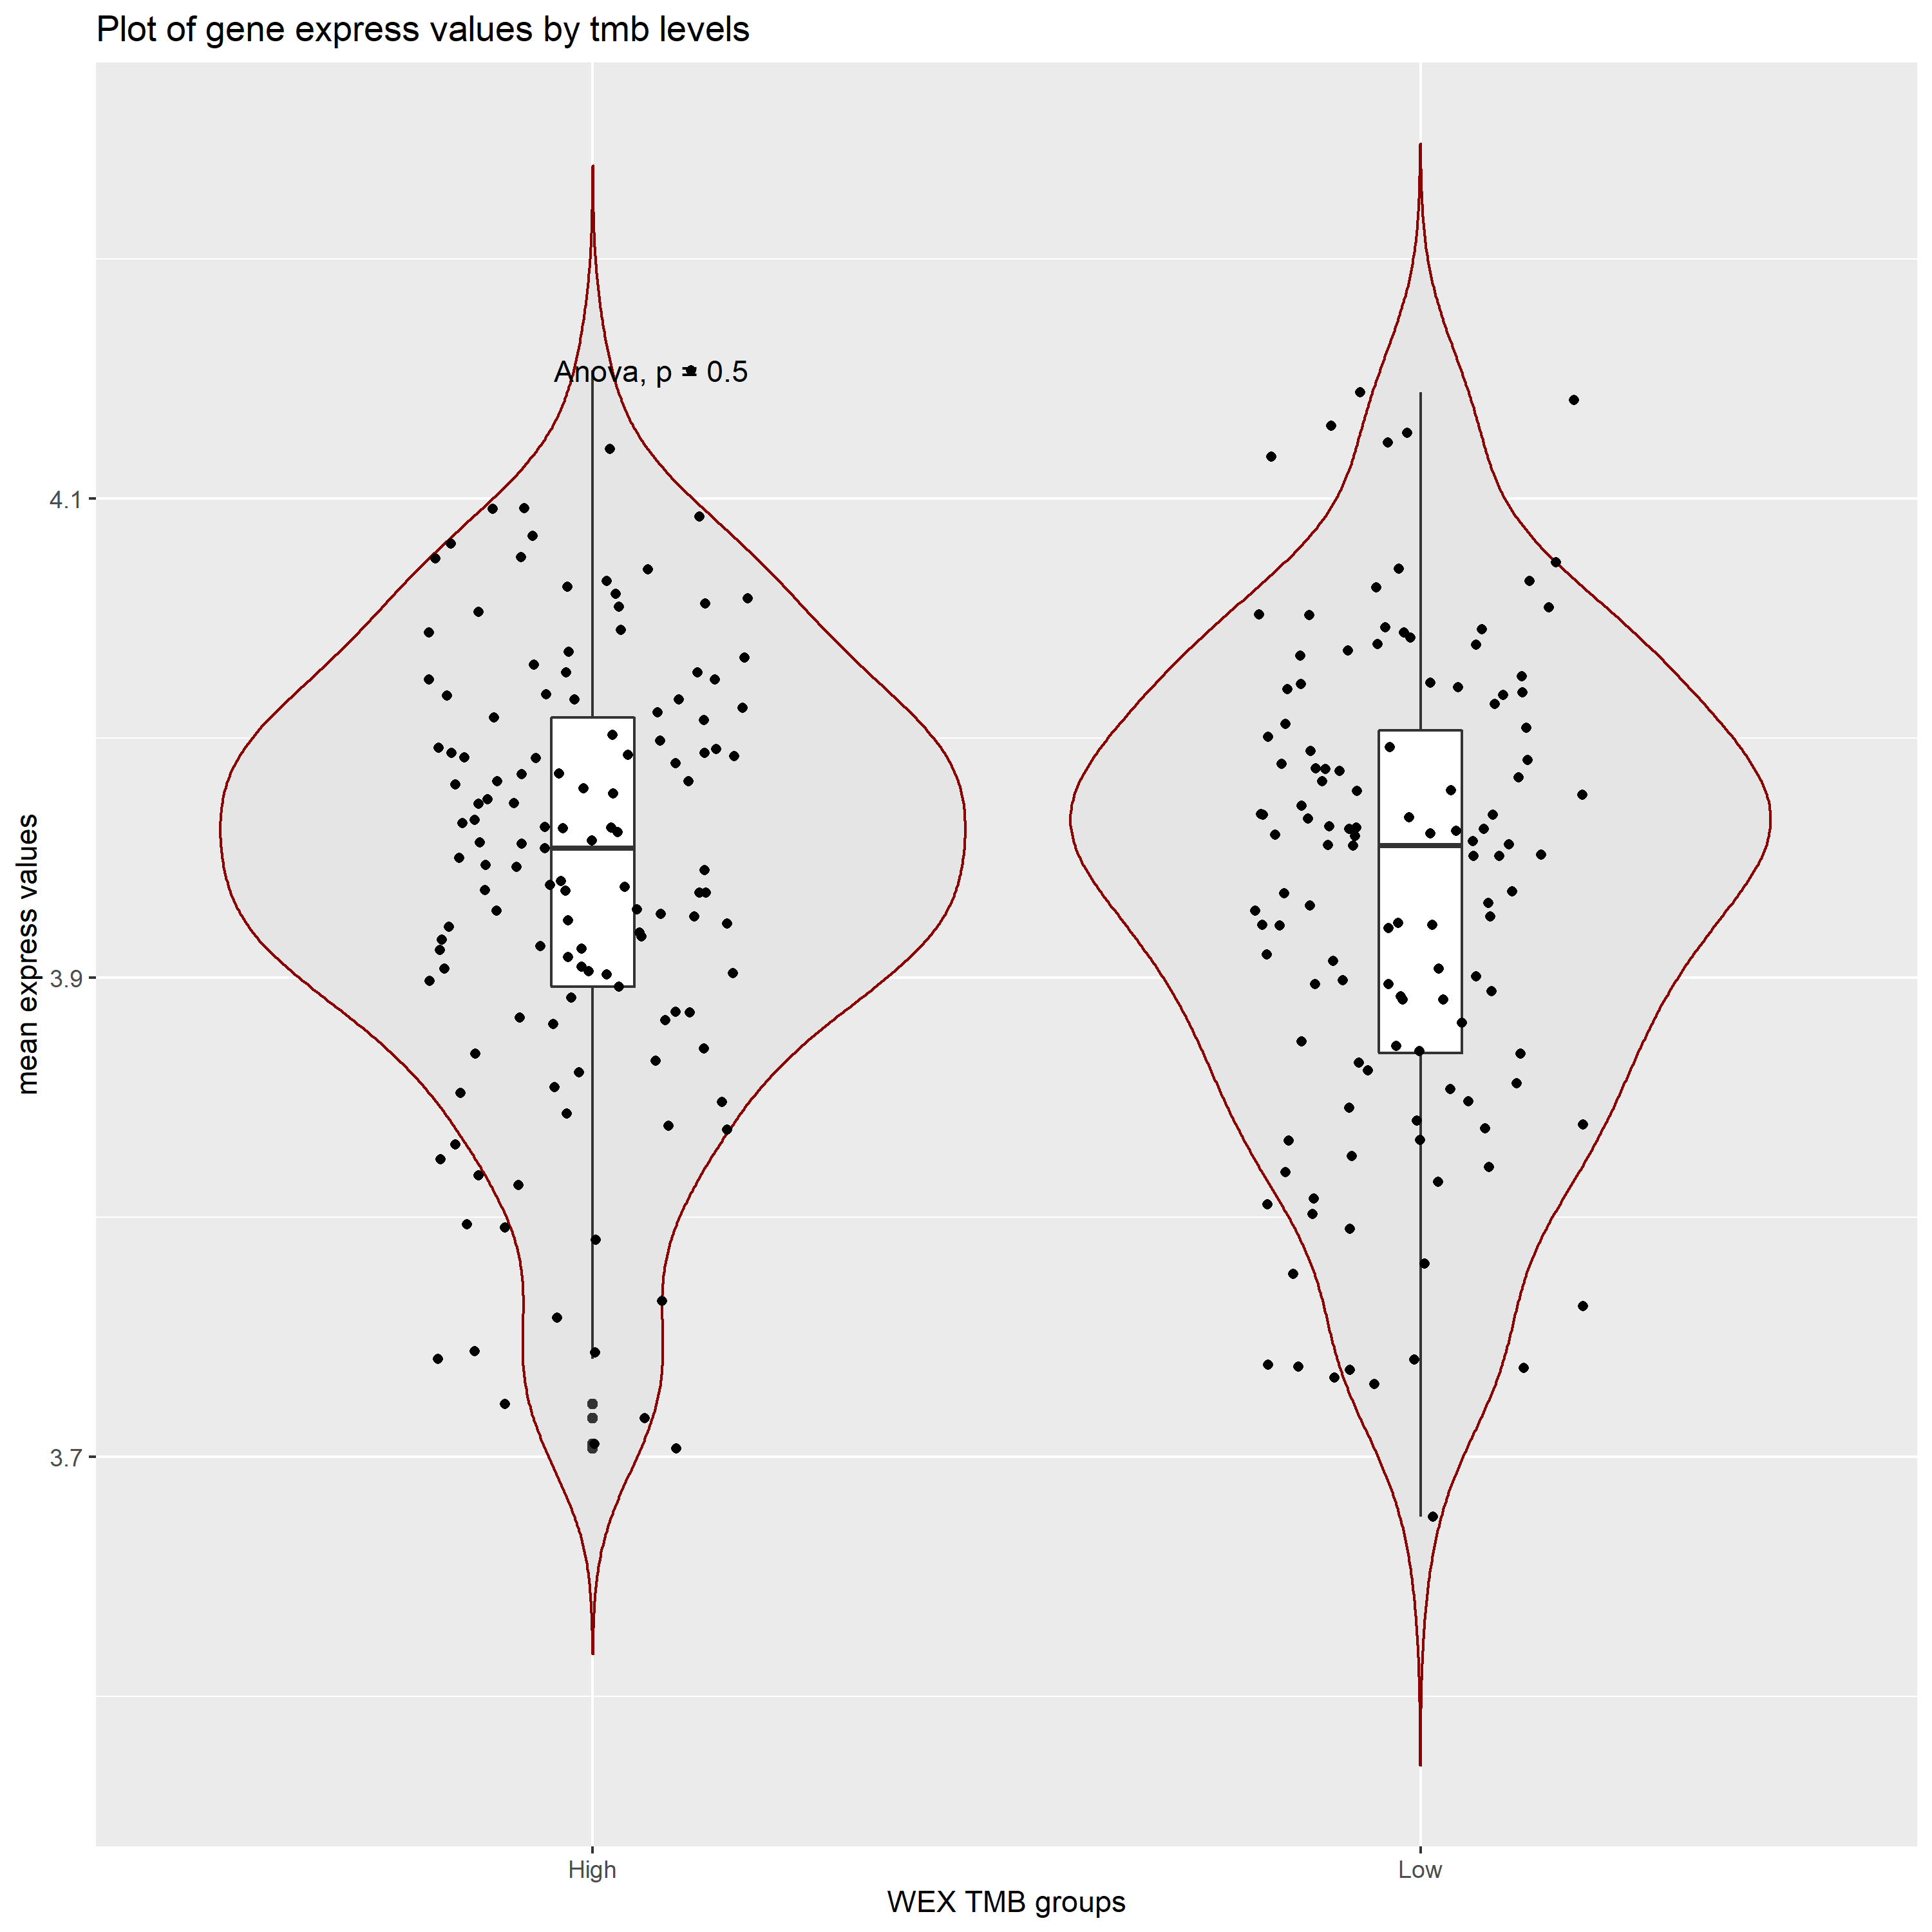 Plot of gene express values by tmb levels
Anova, p = 0.5
4.1
3.9
3.7
mean express values
High
Low
WEX TMB groups